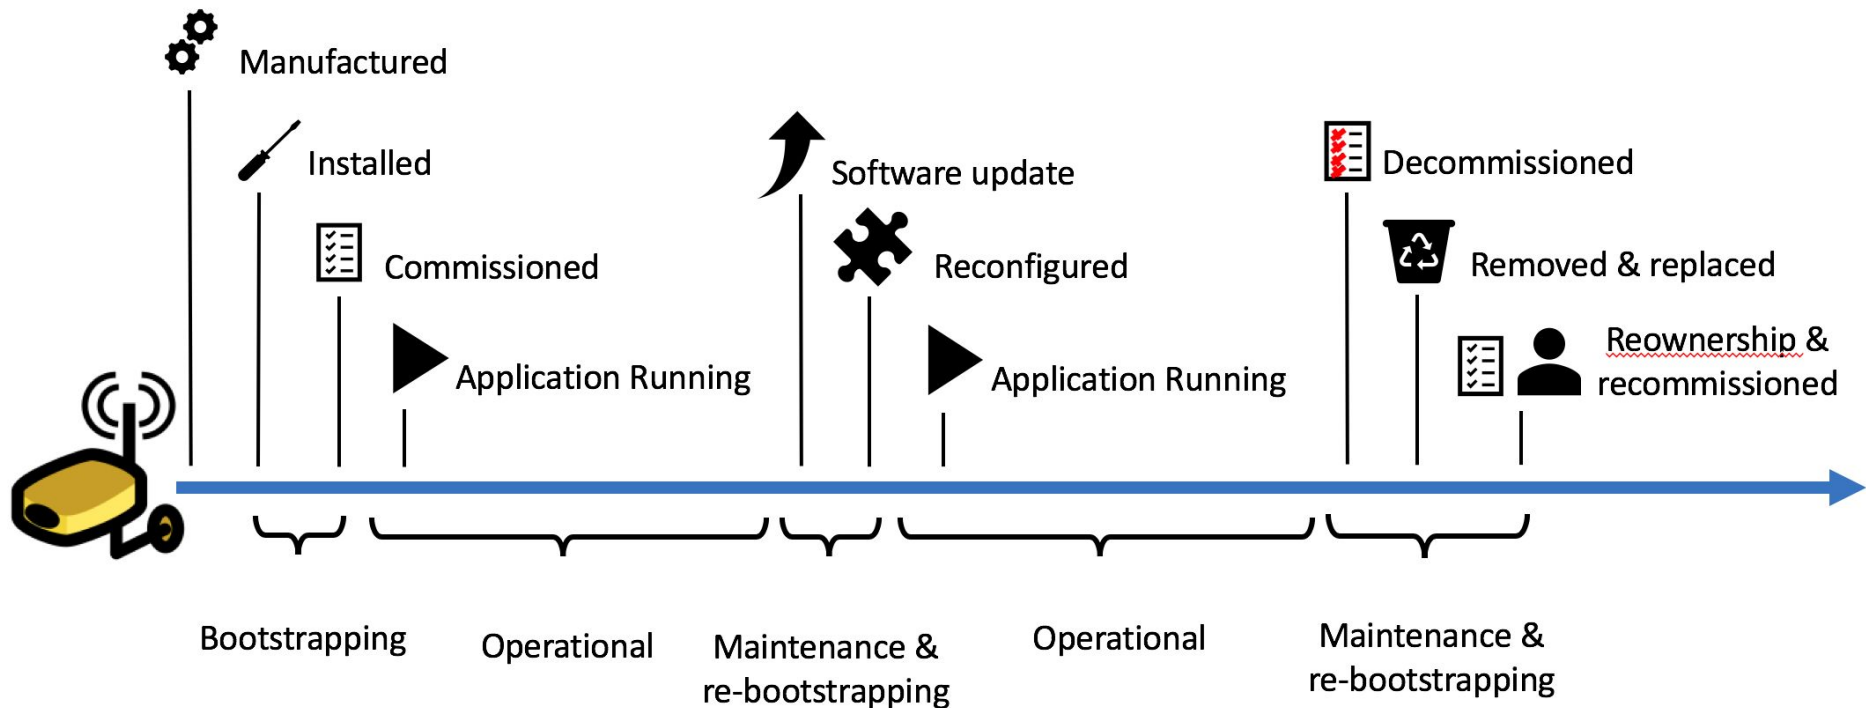 Manufactured
Installed
Commissioned
Application Running
Software update
Reconfigured
Application Running
Decommissioned
Removed & replaced
Reownership &
recommissioned
Bootstrapping
Operational
Maintenance &
re-bootstrapping
Operational
Maintenance &
re-bootstrapping